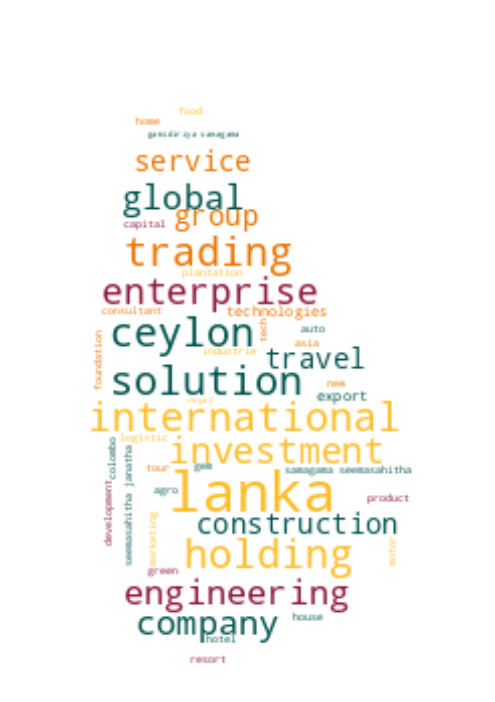 food
home
gamidiriya samagama
service
global
group
capital
trading
plantation
enterprise
consultant
technologies
ceylon
tech
auto
asia
industrie
travel
foundation
solution
new
export
royal
international
logistic
investment
colombo
seemasahitha janatha
tour
gem
samagama seemasahitha
lanka
agro
product
development
marketing
construction
motor
holding
green
engineering
company
house
hotel
resort